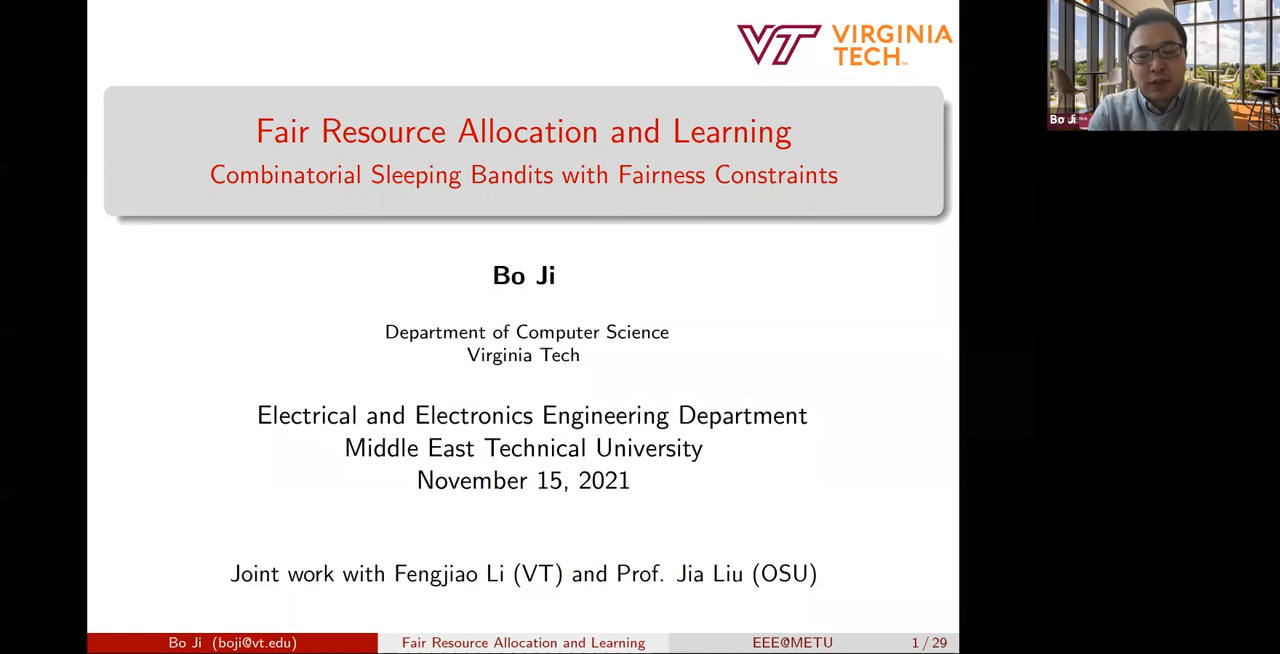 VT VIRGINIA
TECH™
Fair Resource Allocation and Learning
Combinatorial Sleeping Bandits with Fairness Constraints
Bo Ji
Department of Computer Science
Virginia Tech
Electrical and Electronics Engineering Department
Middle East Technical University
November 15, 2021
Joint work with Fengjiao Li (VT) and Prof. Jia Liu (OSU)
Bo Ji (boji@vt.edu) Fair Resource Allocation and Learning EEE@METU 1 / 29
Bo Ji